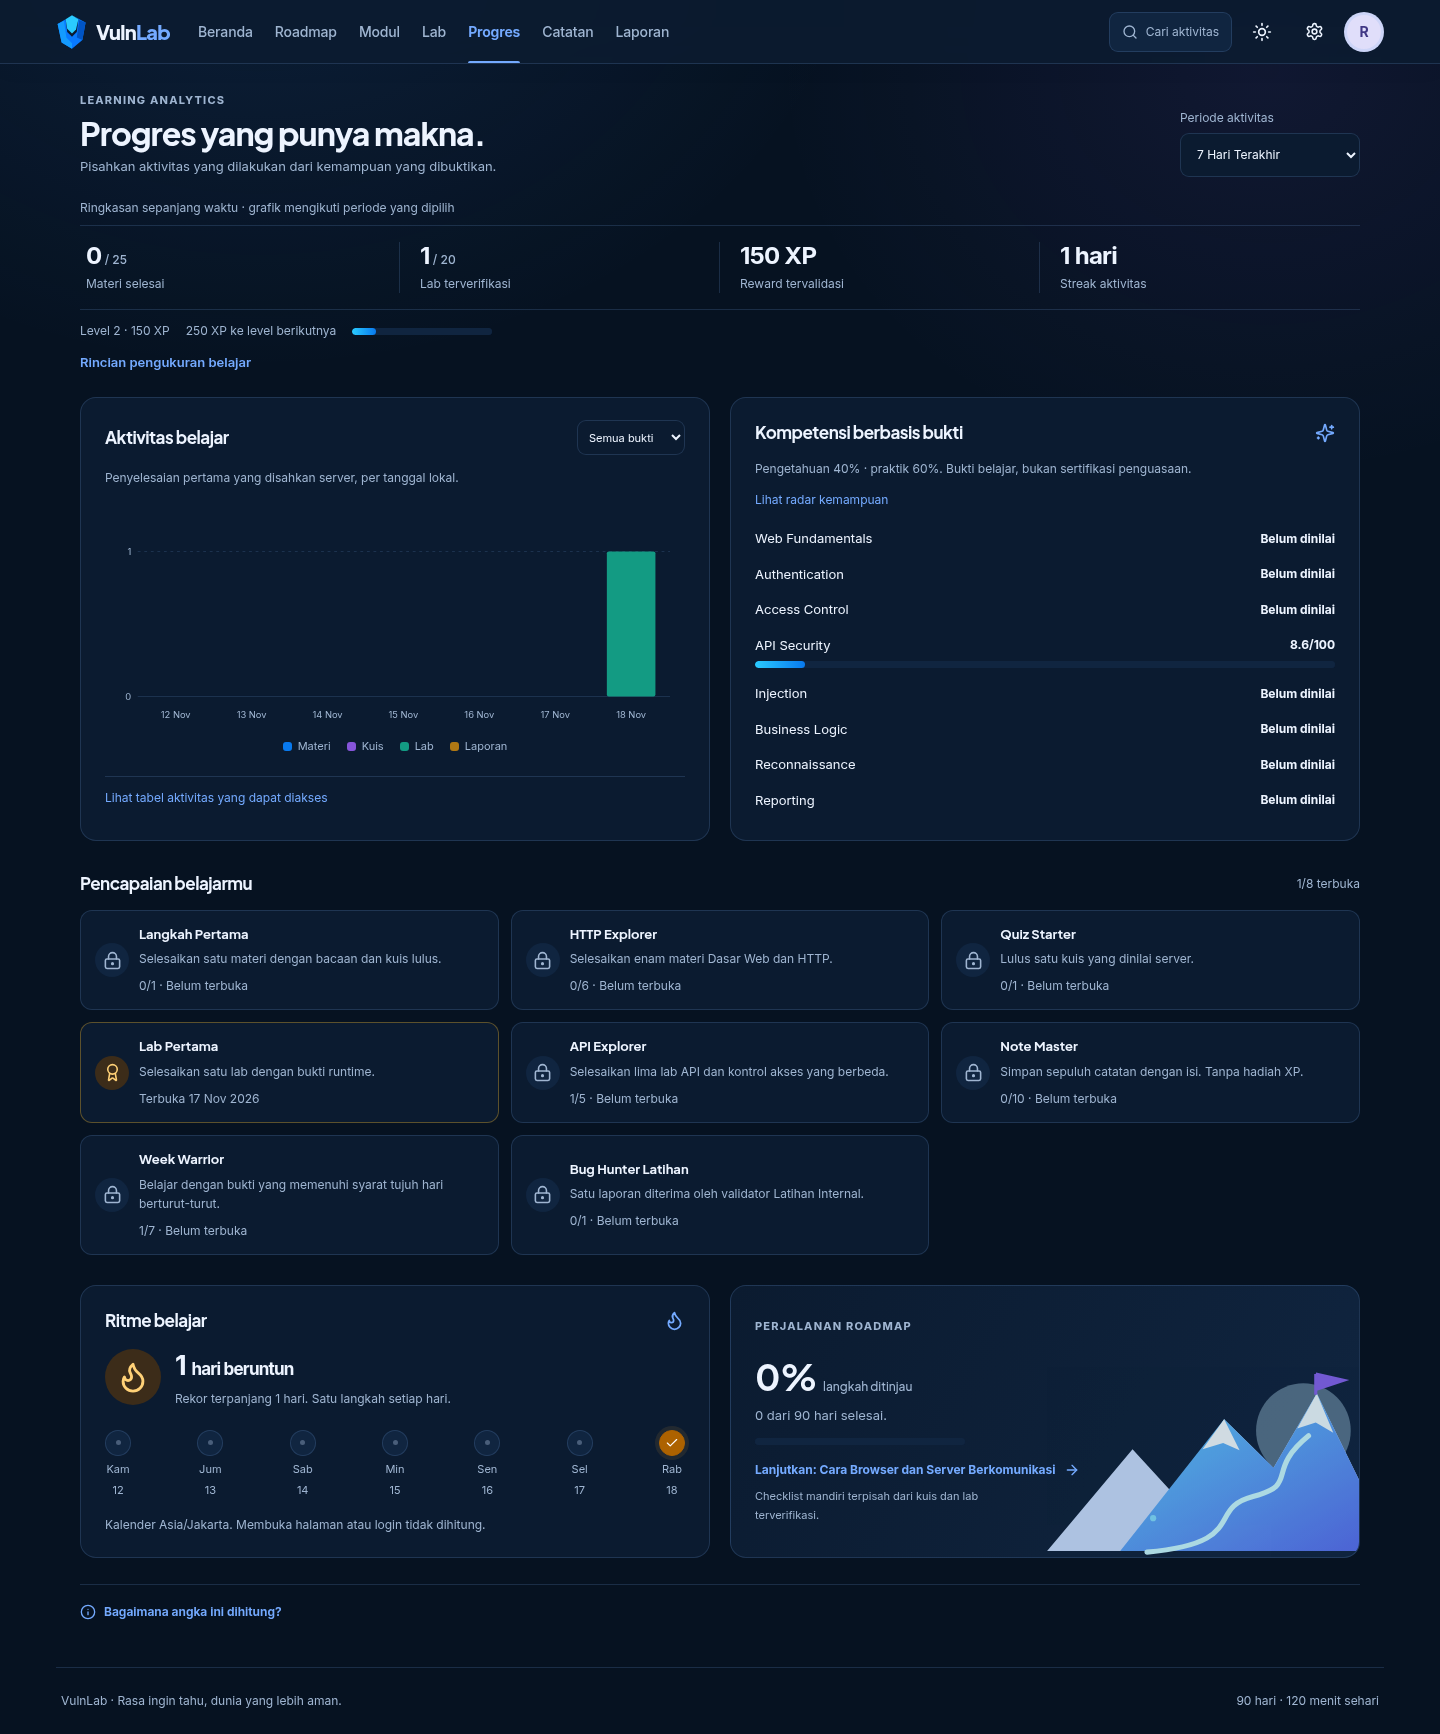 VulnLab
Beranda
Roadmap
Modul
Lab
Progres
Catatan
Laporan
Cari aktivitas
R
LEARNING ANALYTICS
Progres yang punya makna.
Pisahkan aktivitas yang dilakukan dari kemampuan yang dibuktikan.
Periode aktivitas
7 Hari Terakhir
Ringkasan sepanjang waktu · grafik mengikuti periode yang dipilih
0 / 25
Materi selesai
1 / 20
Lab terverifikasi
150 XP
Reward tervalidasi
1 hari
Streak aktivitas
Level 2 · 150 XP
250 XP ke level berikutnya
Rincian pengukuran belajar
Aktivitas belajar
Semua bukti
Penyelesaian pertama yang disahkan server, per tanggal lokal.
1
0
12 Nov
13 Nov
14 Nov
15 Nov
16 Nov
17 Nov
18 Nov
Materi
Kuis
Lab
Laporan
Lihat tabel aktivitas yang dapat diakses
Kompetensi berbasis bukti
Pengetahuan 40% · praktik 60%. Bukti belajar, bukan sertifikasi penguasaan.
Lihat radar kemampuan
Web Fundamentals Belum dinilai
Authentication Belum dinilai
Access Control Belum dinilai
API Security 8.6/100
Injection Belum dinilai
Business Logic Belum dinilai
Reconnaissance Belum dinilai
Reporting Belum dinilai
Pencapaian belajarmu
1/8 terbuka
Langkah Pertama
Selesaikan satu materi dengan bacaan dan kuis lulus.
0/1 · Belum terbuka
HTTP Explorer
Selesaikan enam materi Dasar Web dan HTTP.
0/6 · Belum terbuka
Quiz Starter
Lulus satu kuis yang dinilai server.
0/1 · Belum terbuka
Lab Pertama
Selesaikan satu lab dengan bukti runtime.
Terbuka 17 Nov 2026
API Explorer
Selesaikan lima lab API dan kontrol akses yang berbeda.
1/5 · Belum terbuka
Note Master
Simpan sepuluh catatan dengan isi. Tanpa hadiah XP.
0/10 · Belum terbuka
Week Warrior
Belajar dengan bukti yang memenuhi syarat tujuh hari
berturut-turut.
1/7 · Belum terbuka
Bug Hunter Latihan
Satu laporan diterima oleh validator Latihan Internal.
0/1 · Belum terbuka
Ritme belajar
1 hari beruntun
Rekor terpanjang 1 hari. Satu langkah setiap hari.
Kam
Jum
Sab
Min
Sen
Sel
Rab
12
13
14
15
16
17
18
Kalender Asia/Jakarta. Membuka halaman atau login tidak dihitung.
PERJALANAN ROADMAP
0% langkah ditinjau
0 dari 90 hari selesai.
Lanjutkan: Cara Browser dan Server Berkomunikasi
Checklist mandiri terpisah dari kuis dan lab
terverifikasi.
Bagaimana angka ini dihitung?
VulnLab · Rasa ingin tahu, dunia yang lebih aman.
90 hari · 120 menit sehari